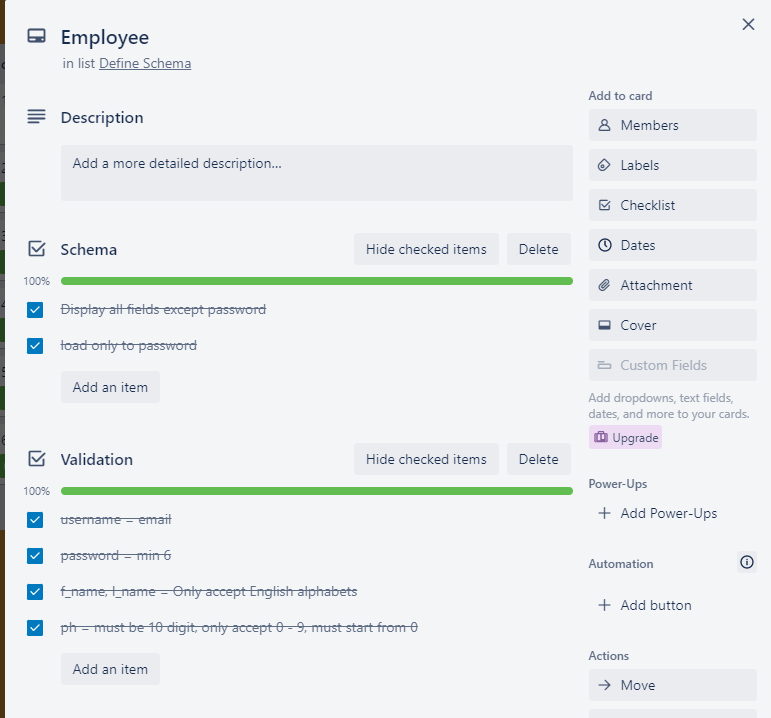 Employee
in list Define Schema
Description
Add a more detailed description...
Schema
Hide checked items
Delete
100%
Display all fields except password
load only to password
Add an item
Validation
Hide checked items
Delete
100%
username = email
password = min 6
f_name, l_name = Only accept English alphabets
ph = must be 10 digit, only accept 0 - 9, must start from 0
Add an item
Add to card
Members
Labels
Checklist
Dates
Attachment
Cover
Custom Fields
Add dropdowns, text fields,
dates, and more to your cards.
Upgrade
Power-Ups
Add Power-Ups
Automation
Add button
Actions
Move